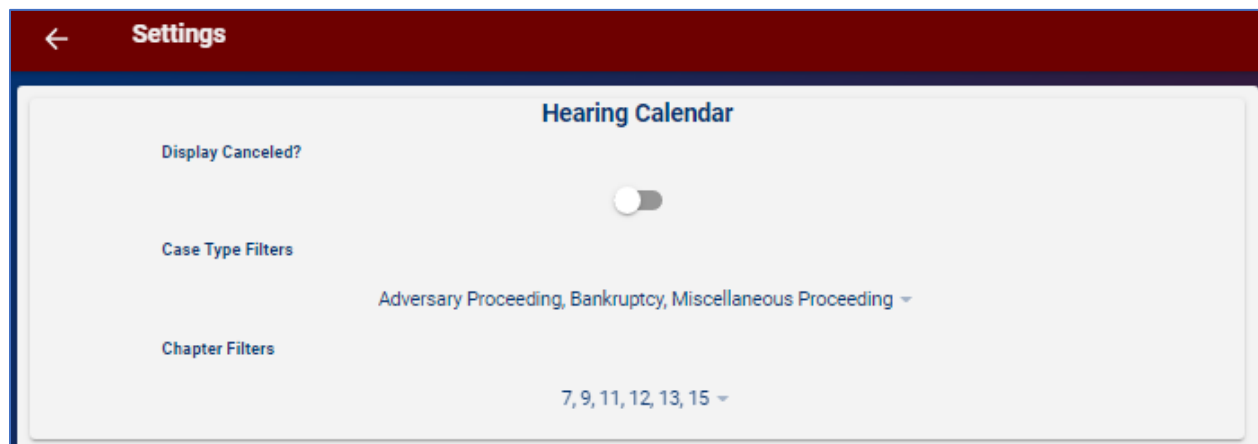 Settings
Hearing Calendar
Display Canceled?
Case Type Filters
Adversary Proceeding, Bankruptcy, Miscellaneous Proceeding
Chapter Filters
7, 9, 11, 12, 13, 15